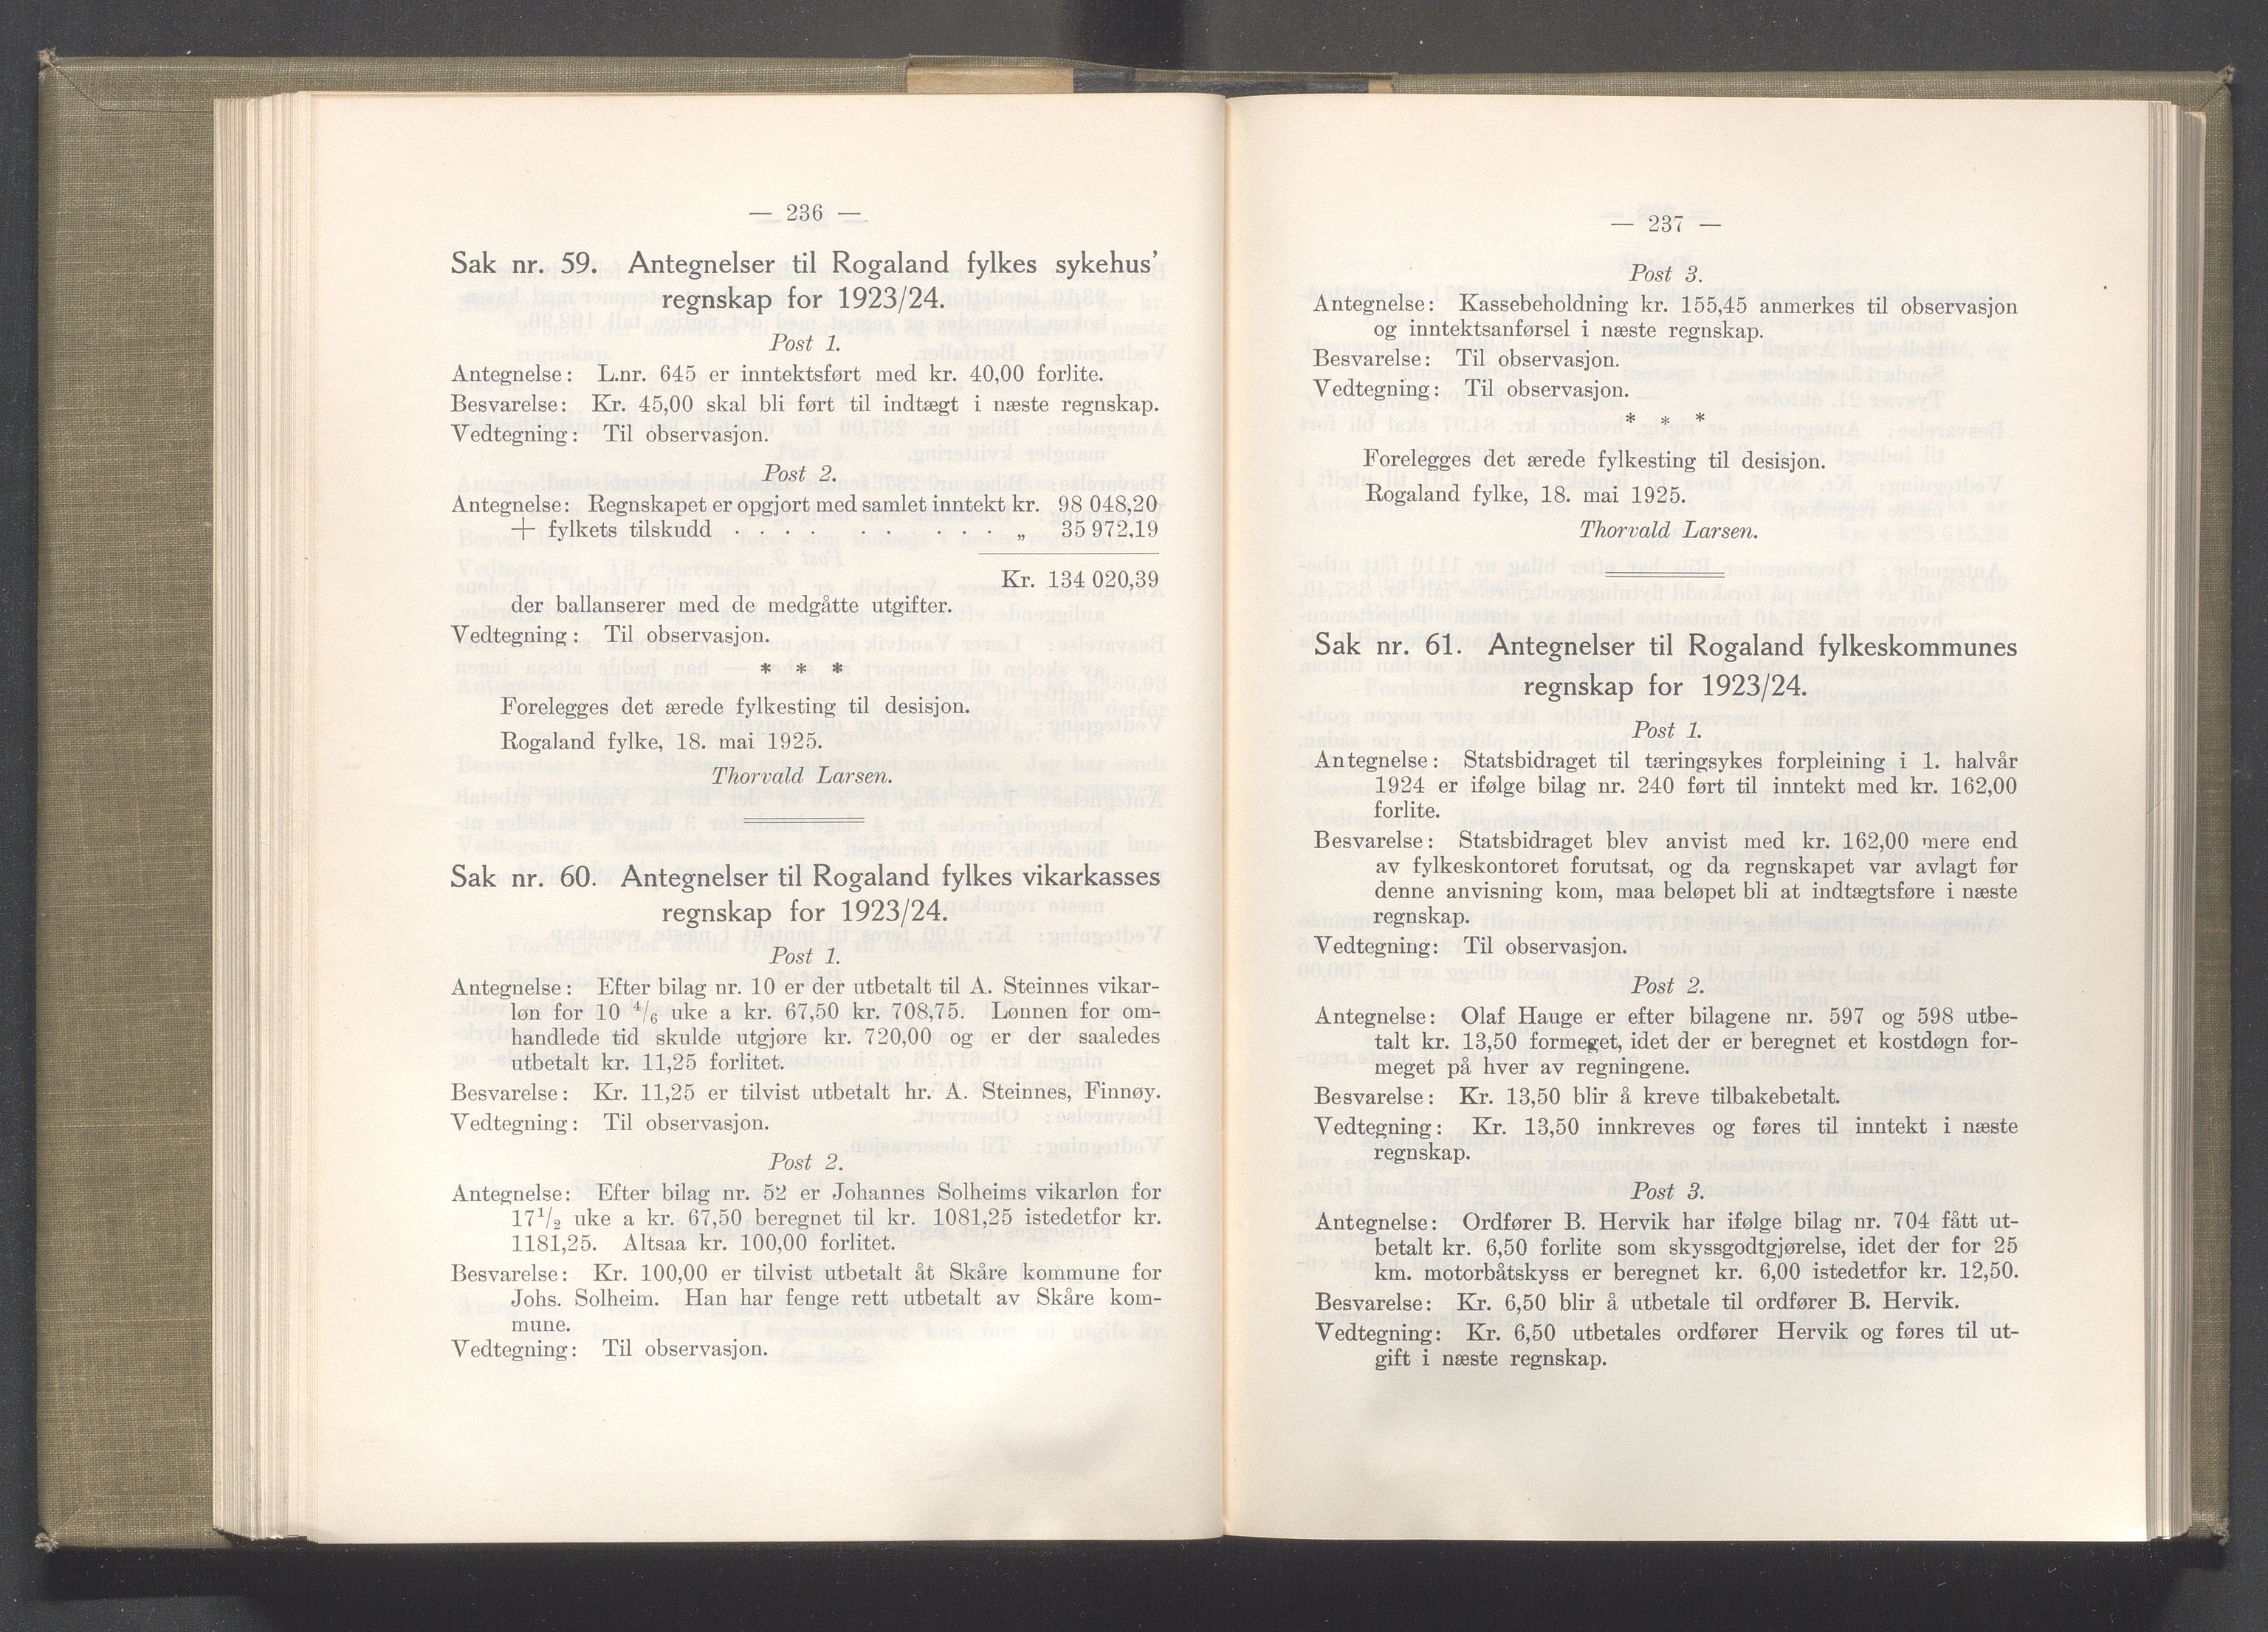 — 236 —
Sak nr. 59. Antegnelser til Rogaland fylkes sykehus'
regnskap for 1923/24.
Post 1.
Antegnelse: L.nr. 645 er inntektsført med kr. 40,00 forlite.
Besvarelse: Kr. 45,00 skal bli ført til indtægt i næste regnskap.
Vedtegning: Til observasjon.
Post 2.
Antegnelse: Regnskapet er opgjort med samlet inntekt kr. 98 048,20
+ fylkets tilskudd . . . . . . . . . . „ 35 972,19
Kr. 134 020,39
der ballanserer med de medgåtte utgifter.
Vedtegning: Til observasjon.
* * *
Forelegges det ærede fylkesting til desisjon.
Rogaland fylke, 18. mai 1925.
Thorvald Larsen.
Sak nr. 60. Antegnelser til Rogaland fylkes vikarkasses
regnskap for 1923/24.
Post 1.
Antegnelse: Efter bilag nr. 10 er der utbetalt til A. Steinnes vikar-
løn for 10 4/6 uke a kr. 67,50 kr. 708,75. Lønnen for om-
handlede tid skulde utgjøre kr. 720,00 og er der saaledes
utbetalt kr. 11,25 forlitet.
Besvarelse: Kr. 11,25 er tilvist utbetalt hr. A. Steinnes, Finnøy.
Vedtegning: Til observasjon.
Post 2.
Antegnelse: Efter bilag nr. 52 er Johannes Solheims vikarløn for
17 1/2 uke a kr. 67,50 beregnet til kr. 1081,25 istedetfor kr.
1181,25. Altsaa kr. 100,00 forlitet.
Besvarelse: Kr. 100,00 er tilvist utbetalt åt Skåre kommune for
Johs. Solheim. Han har fenge rett utbetalt av Skåre kom-
mune.
Vedtegning: Til observasjon.
— 237 —
Post 3.
Antegnelse: Kassebeholdning kr. 155,45 anmerkes til observasjon
og inntektsanførsel i næste regnskap.
Besvarelse: Til observasjon.
Vedtegning: Til observasjon.
* * *
Forelegges det ærede fylkesting til desisjon.
Rogaland fylke, 18. mai 1925.
Thorvald Larsen.
Sak nr. 61. Antegnelser til Rogaland fylkeskommunes
regnskap for 1923/24.
Post 1.
Antegnelse: Statsbidraget til tæringsykes forpleining i 1. halvår
1924 er ifølge bilag nr. 240 ført til inntekt med kr. 162,00
forlite.
Besvarelse: Statsbidraget blev anvist med kr. 162,00 mere end
av fylkeskontoret forutsat, og da regnskapet var avlagt før
denne anvisning kom, maa beløpet bli at indtægtsføre i næste
regnskap.
Vedtegning: Til observasjon.
Post 2.
Antegnelse: Olaf Hauge er efter bilagene nr. 597 og 598 utbe-
talt kr. 13,50 formeget, idet der er beregnet et kostdøgn for-
meget på hver av regningene.
Besvarelse: Kr. 13,50 blir å kreve tilbakebetalt.
Vedtegning: Kr. 13,50 innkreves og føres til inntekt i næste
regnskap.
Post 3.
Antegnelse: Ordfører B. Hervik har ifølge bilag nr. 704 fått ut-
betalt kr. 6,50 forlite som skyssgodtgjørelse, idet der for 25
km. motorbåtskyss er beregnet kr. 6,00 istedetfor kr. 12,50.
Besvarelse: Kr. 6,50 blir å utbetale til ordfører B. Hervik.
Vedtegning: Kr. 6,50 utbetales ordfører Hervik og føres til ut-
gift i næste regnskap.